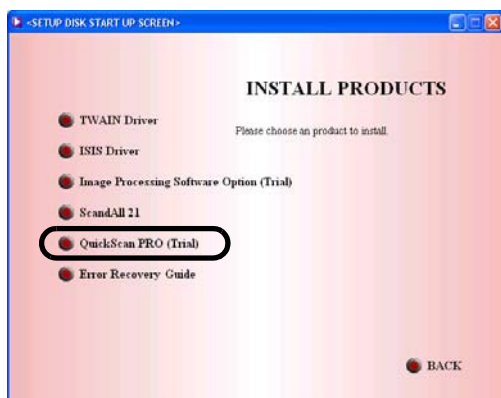 <SETUP DISK START UP SCREEN>
INSTALL PRODUCTS
Please choose an product to install.
TWAIN Driver
ISIS Driver
Image Processing Software Option (Trial)
ScandAll 21
QuickScan PRO (Trial)
Error Recovery Guide
BACK